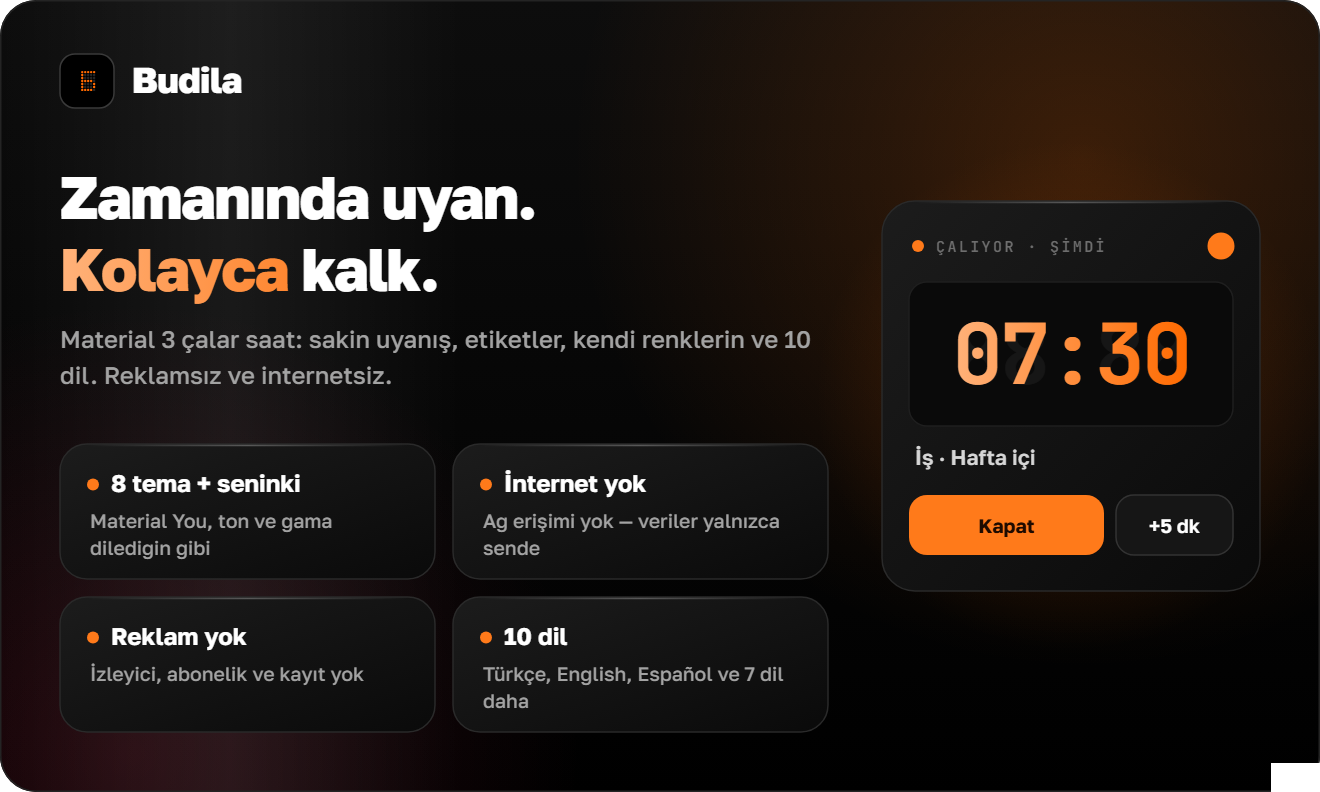 Budila
Zamanında uyan.
Kolayca kalk.
Material 3 çalar saat: sakin uyanış, etiketler, kendi renklerin ve 10
dil. Reklamsız ve internetsiz.
8 tema + seninki
Material You, ton ve gama
diledigin gibi
İnternet yok
Ag erişimi yok — veriler yalnızca
sende
Reklam yok
İzleyici, abonelik ve kayıt yok
10 dil
Türkçe, English, Español ve 7 dil
daha
ÇALIYOR · ŞİMDİ
07:30
İş · Hafta içi
Kapat
+5 dk